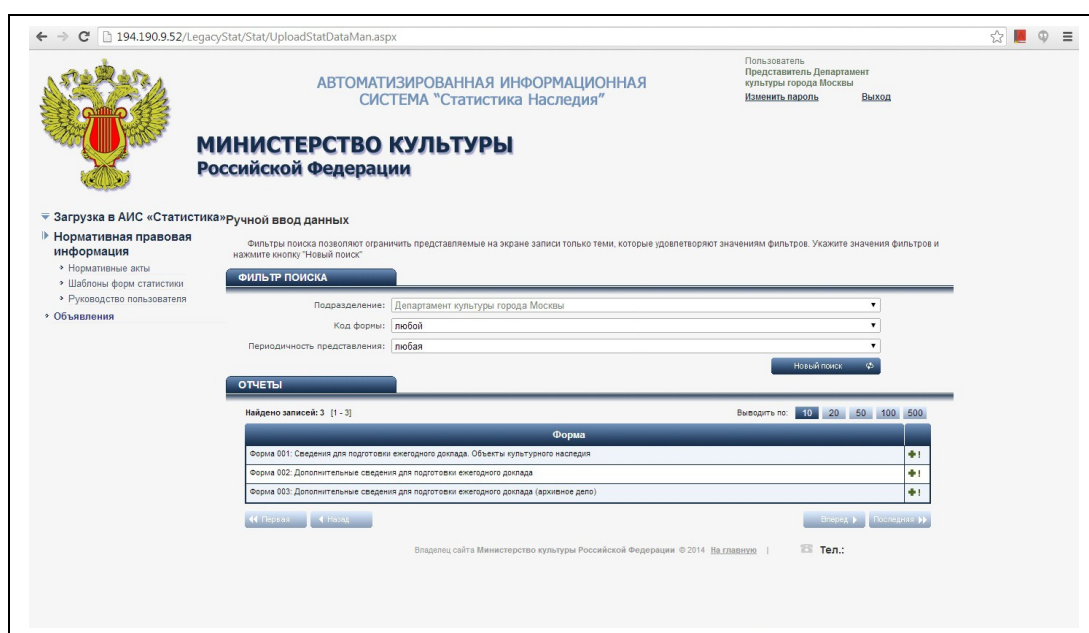 194.190.9.52/LegacyStat/Stat/UploadStatDataMan.aspx
АВТОМАТИЗИРОВАННАЯ ИНФОРМАЦИОННАЯ
СИСТЕМА "Статистика Наследия"
Пользователь
Представитель Департамент
культуры города Москвы
Изменить пароль Выход
МИНИСТЕРСТВО КУЛЬТУРЫ
Российской Федерации
Загрузка в АИС «Статистика»
Нормативная правовая
информация
Нормативные акты
Шаблоны форм статистики
Руководство пользователя
Объявления
Ручной ввод данных
Фильтры поиска позволяют ограничить представляемые на экране записи только теми, которые удовлетворяют значениям фильтров. Укажите значения фильтров и
нажмите кнопку "Новый поиск"
ФИЛЬТР ПОИСКА
Подразделение: Департамент культуры города Москвы
Код формы: любой
Периодичность представления: любая
Новый поиск
ОТЧЕТЫ
Найдено записей: 3 [1 - 3] Выводить по: 10 20 50 100 500
Форма
Форма 001: Сведения для подготовки ежегодного доклада. Объекты культурного наследия
Форма 002: Дополнительные сведения для подготовки ежегодного доклада
Форма 003: Дополнительные сведения для подготовки ежегодного доклада (архивное дело)
Первая Назад Вперед Последняя
Владелец сайта Министерство культуры Российской Федерации © 2014 На главную | Тел.: